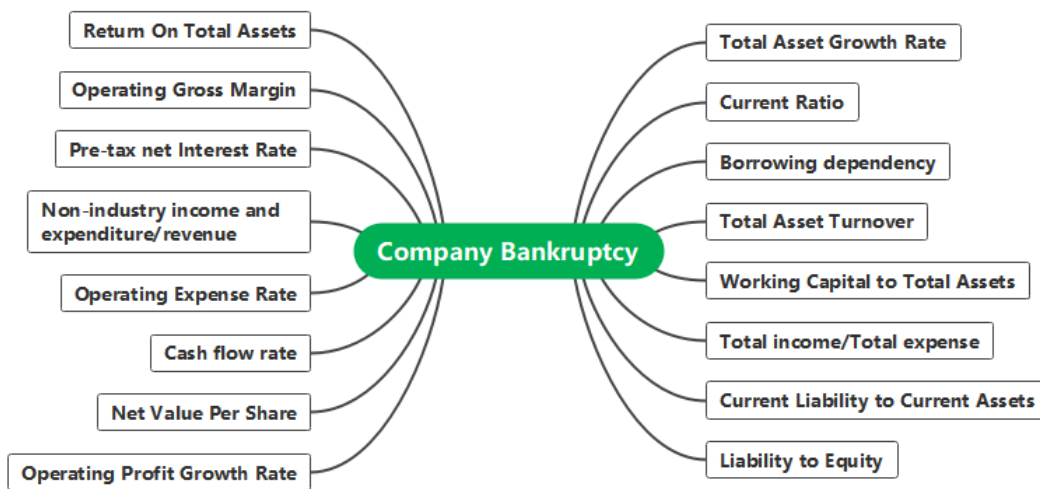 Return On Total Assets
Operating Gross Margin
Pre-tax net Interest Rate
Non-industry income and
expenditure/revenue
Operating Expense Rate
Cash flow rate
Net Value Per Share
Operating Profit Growth Rate
Company Bankruptcy
Total Asset Growth Rate
Current Ratio
Borrowing dependency
Total Asset Turnover
Working Capital to Total Assets
Total income/Total expense
Current Liability to Current Assets
Liability to Equity